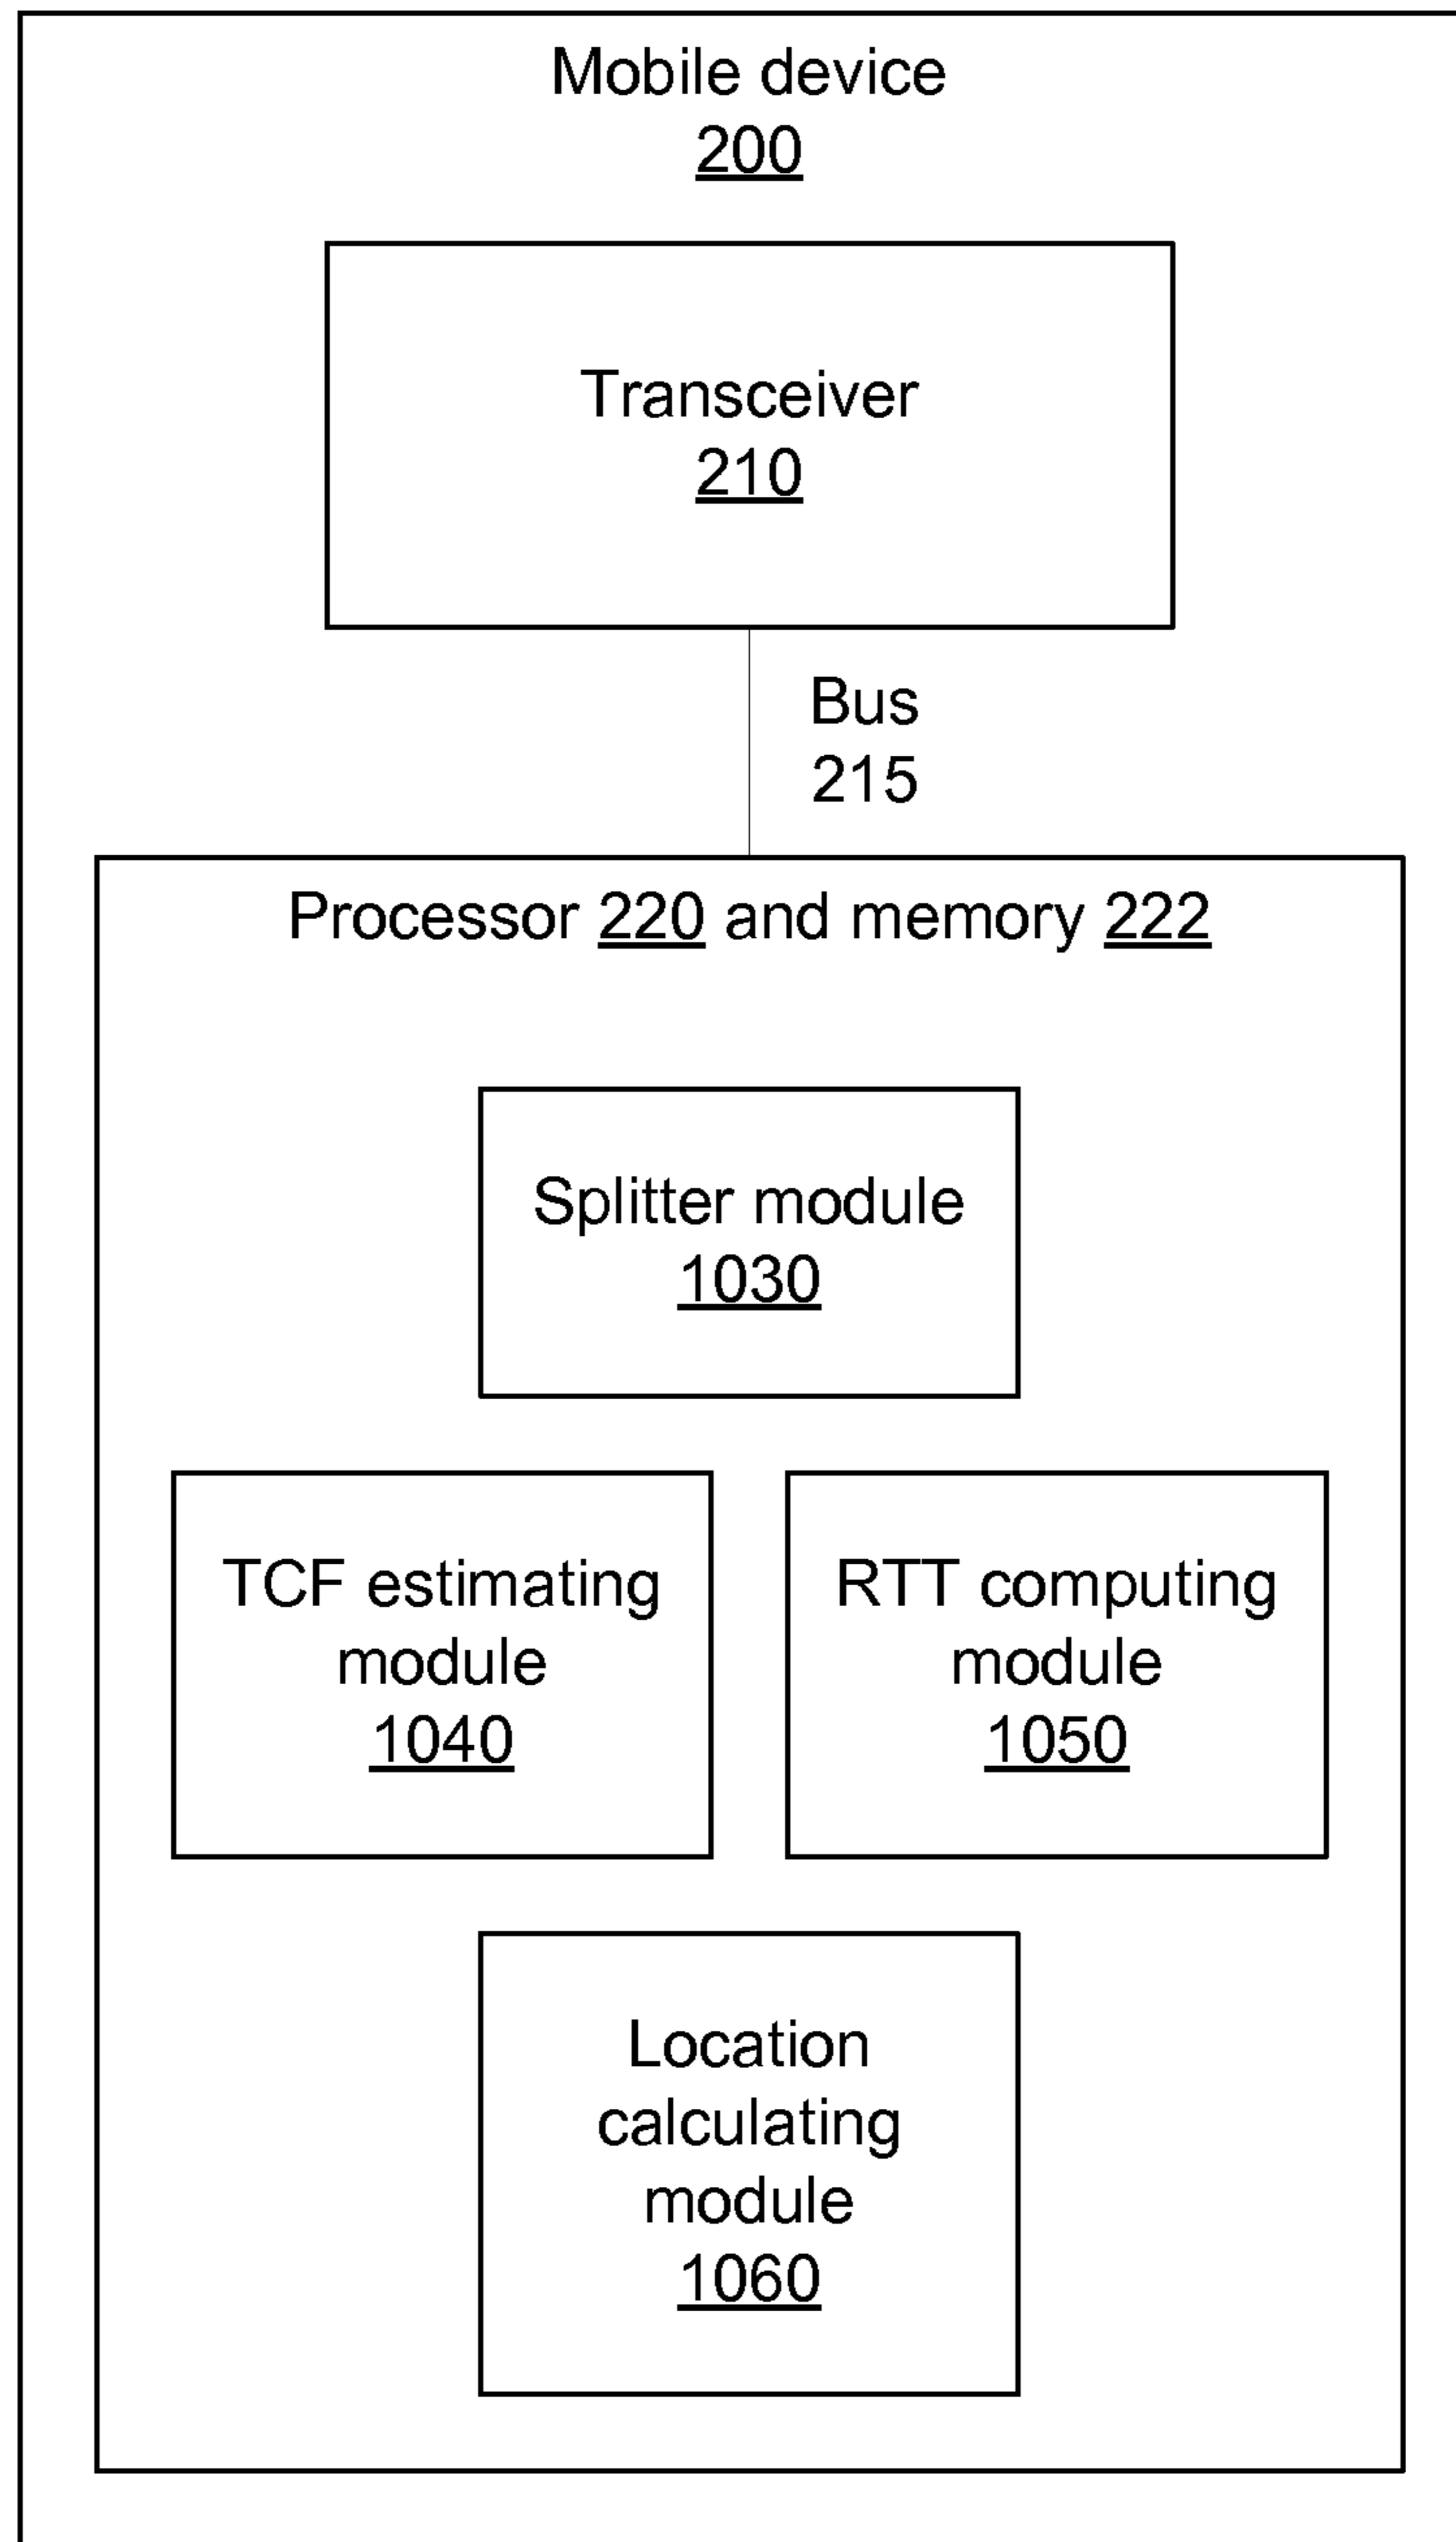 Mobile device
200
Transceiver
210
Bus
215
Processor 220 and memory 222
Splitter module
1030
TCF estimating
module
1040
RTT computing
module
1050
Location
calculating
module
1060